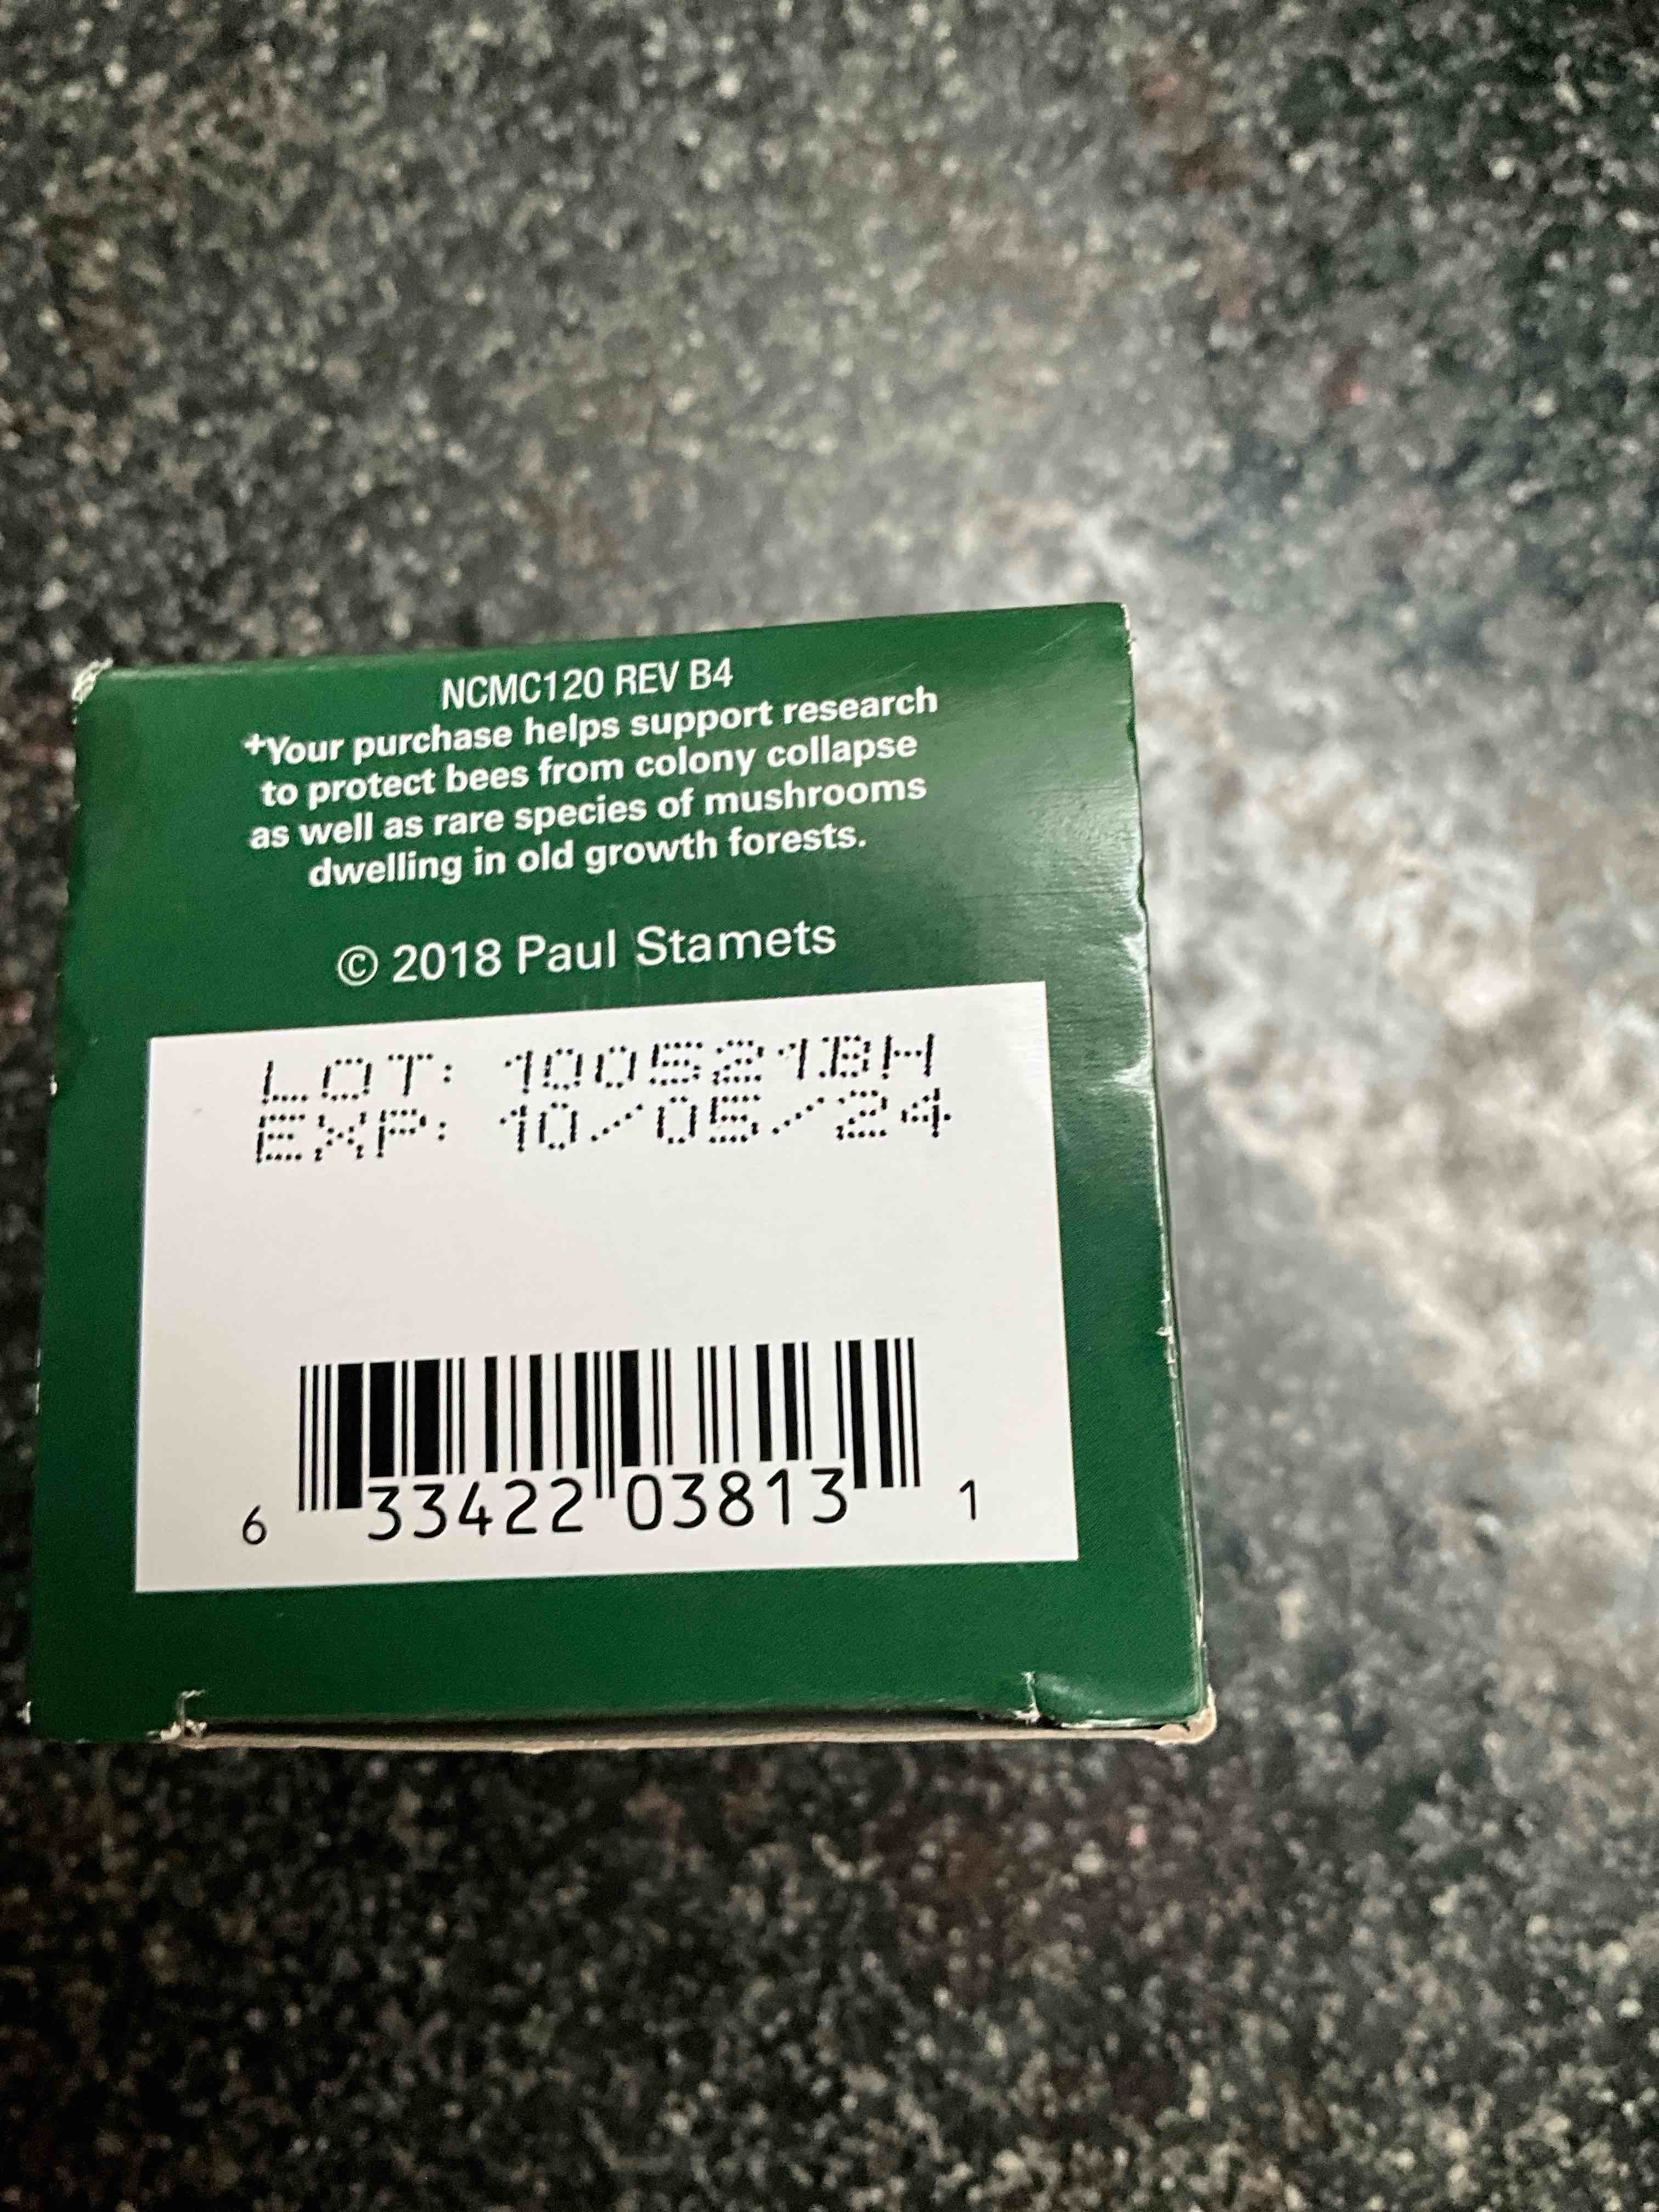 NCMC120 REV B4
+Your purchase helps support research
to protect bees from colony collapse
as well as rare species of mushrooms
dwelling in old growth forests.
© 2018 Paul Stamets
LOT: 100521BH
EXP: 10/05/24
6 33422 03813 1